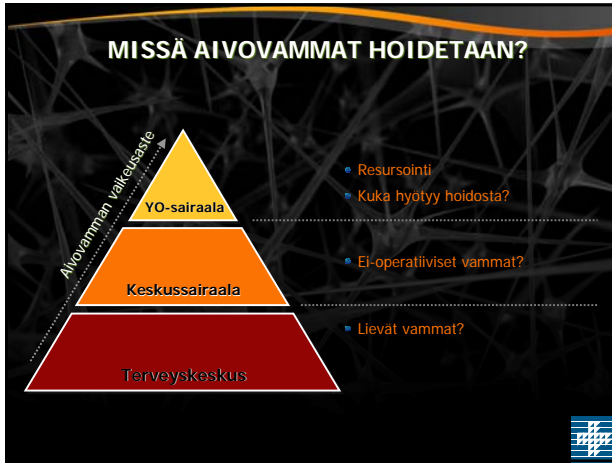 MISSÄ AIVOVAMMAT HOIDETAAN?
Aivovamman vaikeusaste
YO-sairaala
Keskussairaala
Terveyskeskus
Resursointi
Kuka hyötyy hoidosta?
Ei-operatiiviset vammat?
Lievät vammat?